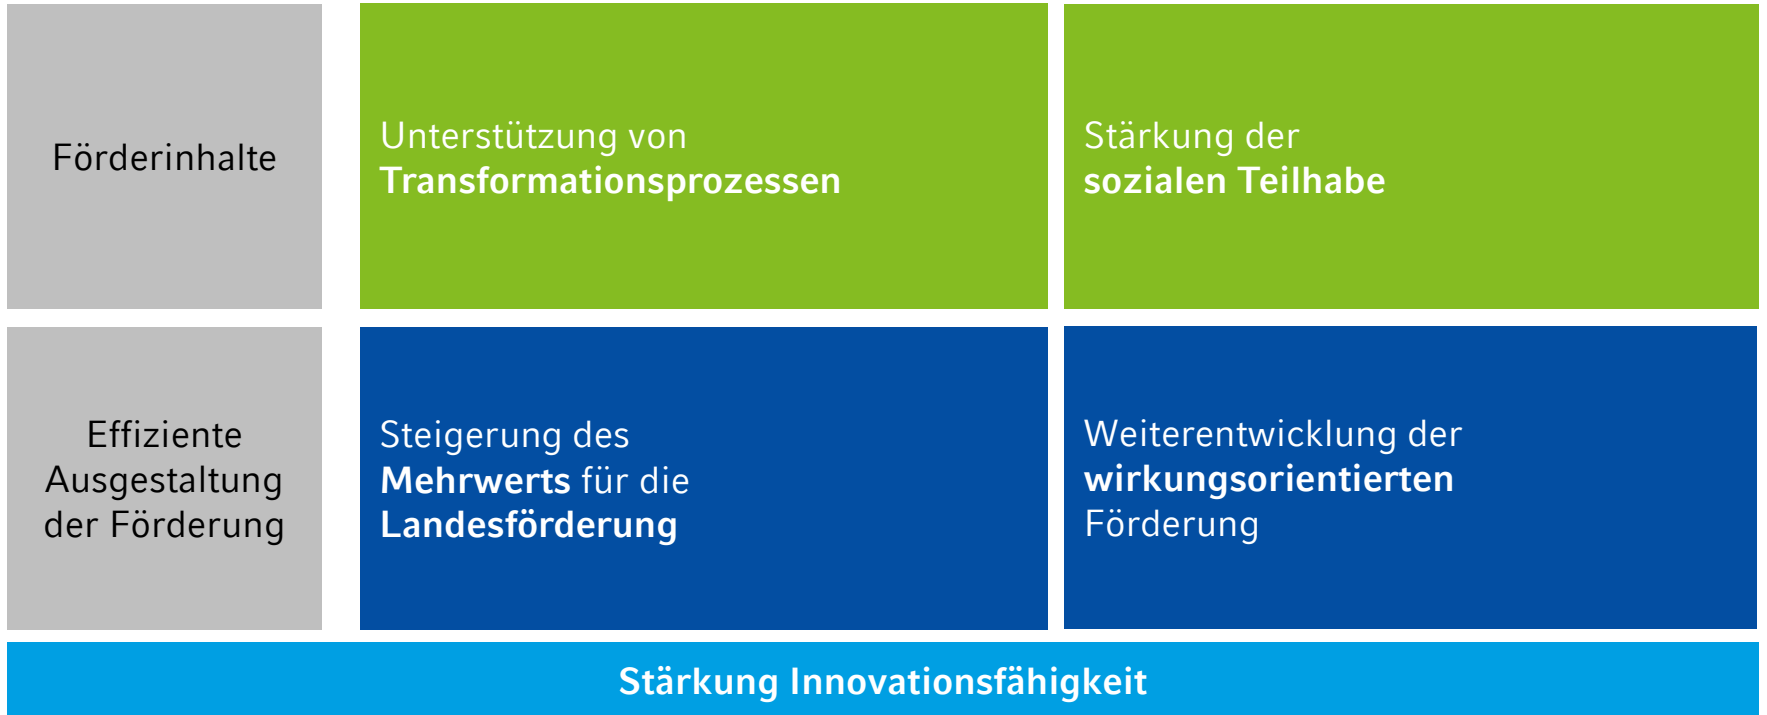 Förderinhalte
Unterstützung von
Transformationsprozessen
Stärkung der
sozialen Teilhabe
Effiziente
Ausgestaltung
der Förderung
Steigerung des
Mehrwerts für die
Landesförderung
Weiterentwicklung der
wirkungsorientierten
Förderung
Stärkung Innovationsfähigkeit